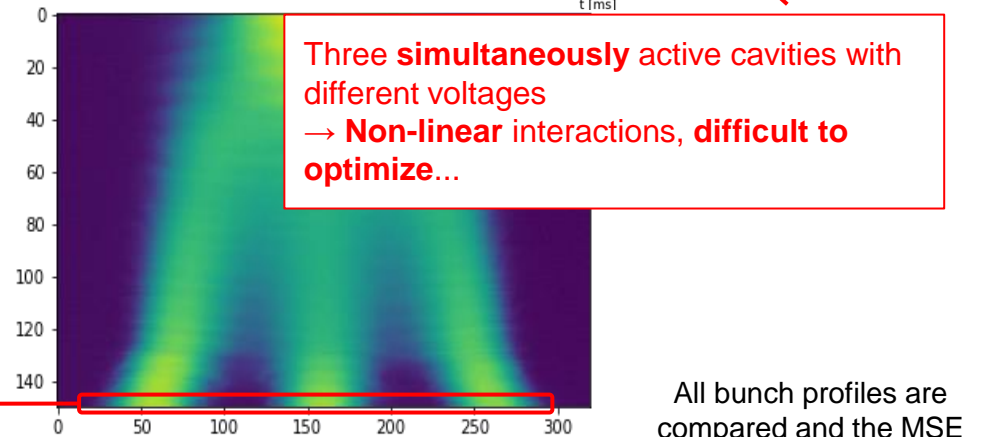 t [ms]
0
Three simultaneously active cavities with
different voltages
→ Non-linear interactions, difficult to
optimize...
20
40
60
80
100
120
140
0 50 100 150 200 250 300
All bunch profiles are
compared and the MSE